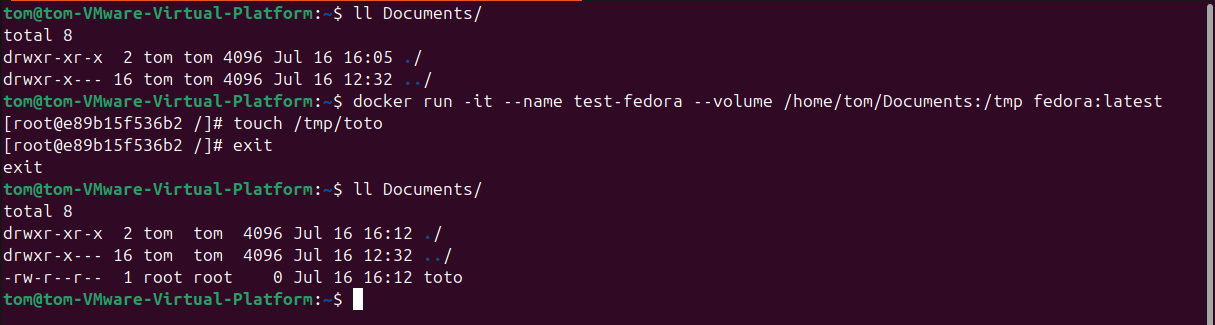 tom@tom-VMware-Virtual-Platform:~$ ll Documents/
total 8
drwxr-xr-x  2 tom tom 4096 Jul 16 16:05 ./
drwxr-x--- 16 tom tom 4096 Jul 16 12:32 ../
tom@tom-VMware-Virtual-Platform:~$ docker run -it --name test-fedora --volume /home/tom/Documents:/tmp fedora:latest
[root@e89b15f536b2 /]# touch /tmp/toto
[root@e89b15f536b2 /]# exit
exit
tom@tom-VMware-Virtual-Platform:~$ ll Documents/
total 8
drwxr-xr-x  2 tom  tom  4096 Jul 16 16:12 ./
drwxr-x--- 16 tom  tom  4096 Jul 16 12:32 ../
-rw-r--r--  1 root root    0 Jul 16 16:12 toto
tom@tom-VMware-Virtual-Platform:~$